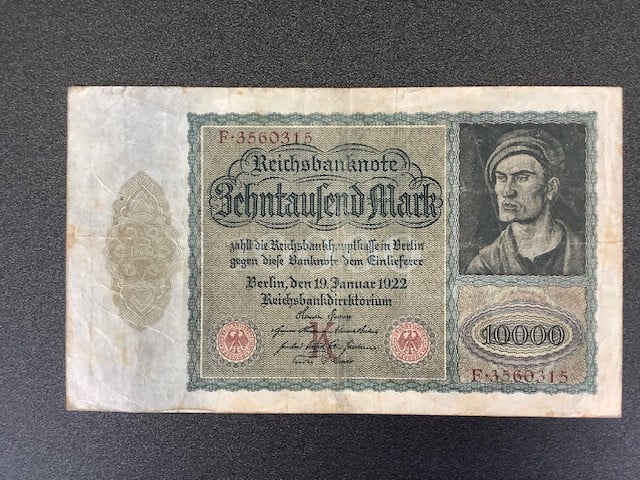 F·3560315
Reichsbanknote
Zehntausend Mark
zahlt die Reichsbankhauptkasse in Berlin
gegen diese Banknote dem Einlieferer
Berlin, den 19. Januar 1922
Reichsbankdirektorium
K
10000
F·3560315